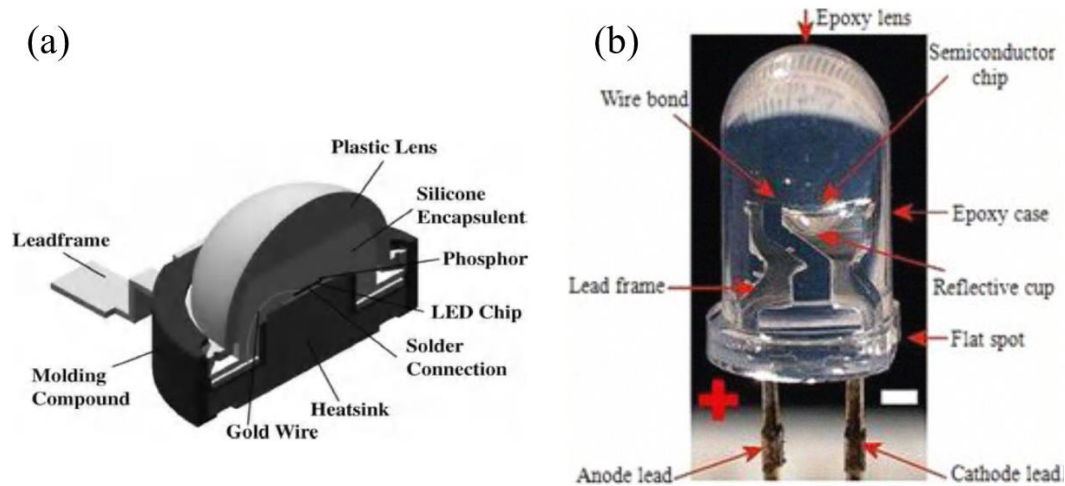 (a)
Plastic Lens
Silicone
Encapsulent
Leadframe
Phosphor
LED Chip
Solder
Connection
Molding
Compound
Heatsink
Gold Wire
(b)
Epoxy lens
Semiconductor
chip
Wire bond
Epoxy case
Lead frame
Reflective cup
Flat spot
Anode lead
Cathode lead